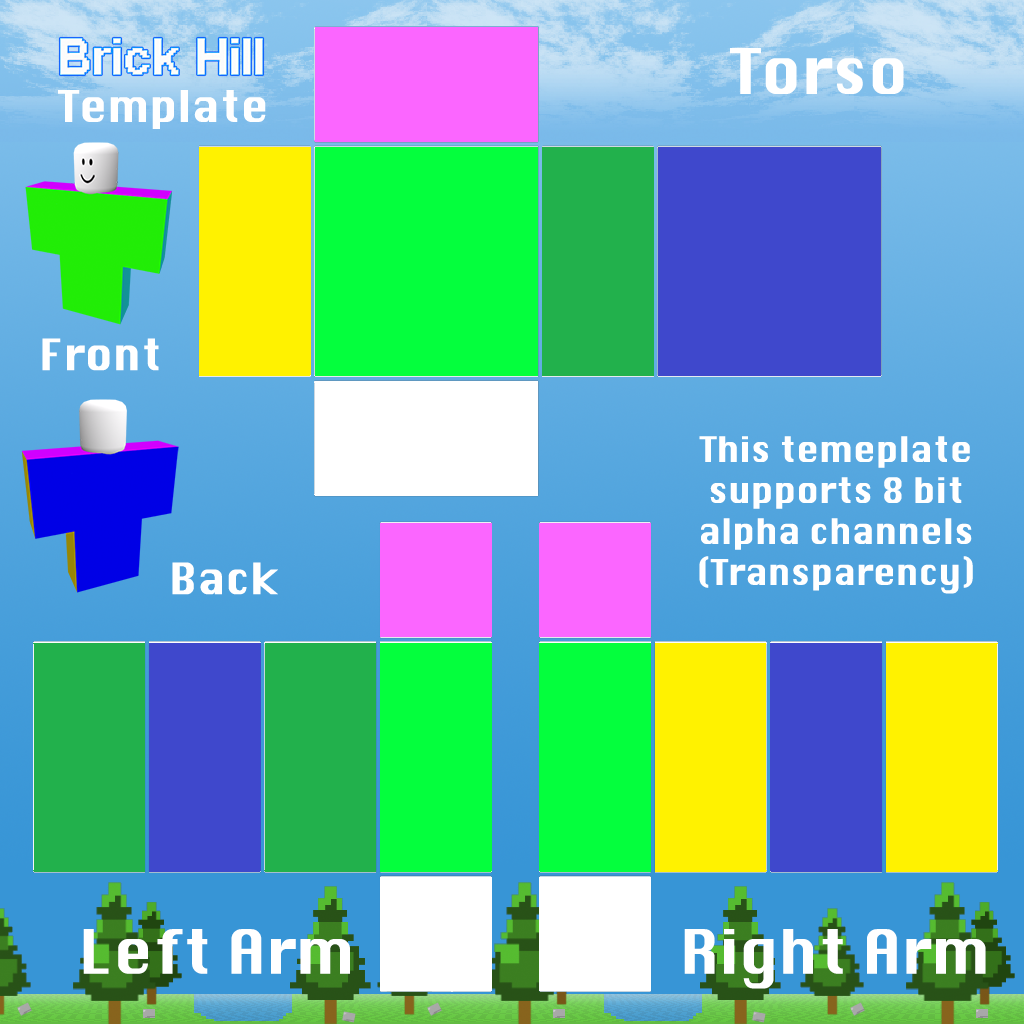 Brick Hill
Template
Torso
Front
This temeplate
supports 8 bit
alpha channels
(Transparency)
Back
Left Arm
Right Arm